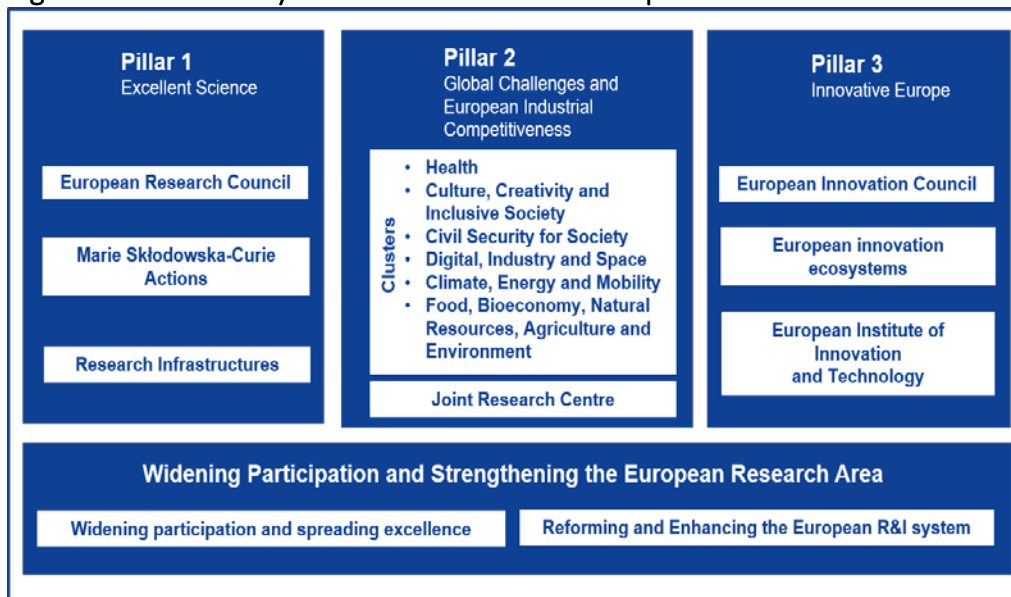 Pillar 1
Excellent Science
European Research Council
Marie Skłodowska-Curie
Actions
Research Infrastructures
Pillar 2
Global Challenges and
European Industrial
Competitiveness
Clusters
• Health
• Culture, Creativity and
Inclusive Society
• Civil Security for Society
• Digital, Industry and Space
• Climate, Energy and Mobility
• Food, Bioeconomy, Natural
Resources, Agriculture and
Environment
Joint Research Centre
Pillar 3
Innovative Europe
European Innovation Council
European innovation
ecosystems
European Institute of
Innovation
and Technology
Widening Participation and Strengthening the European Research Area
Widening participation and spreading excellence
Reforming and Enhancing the European R&I system